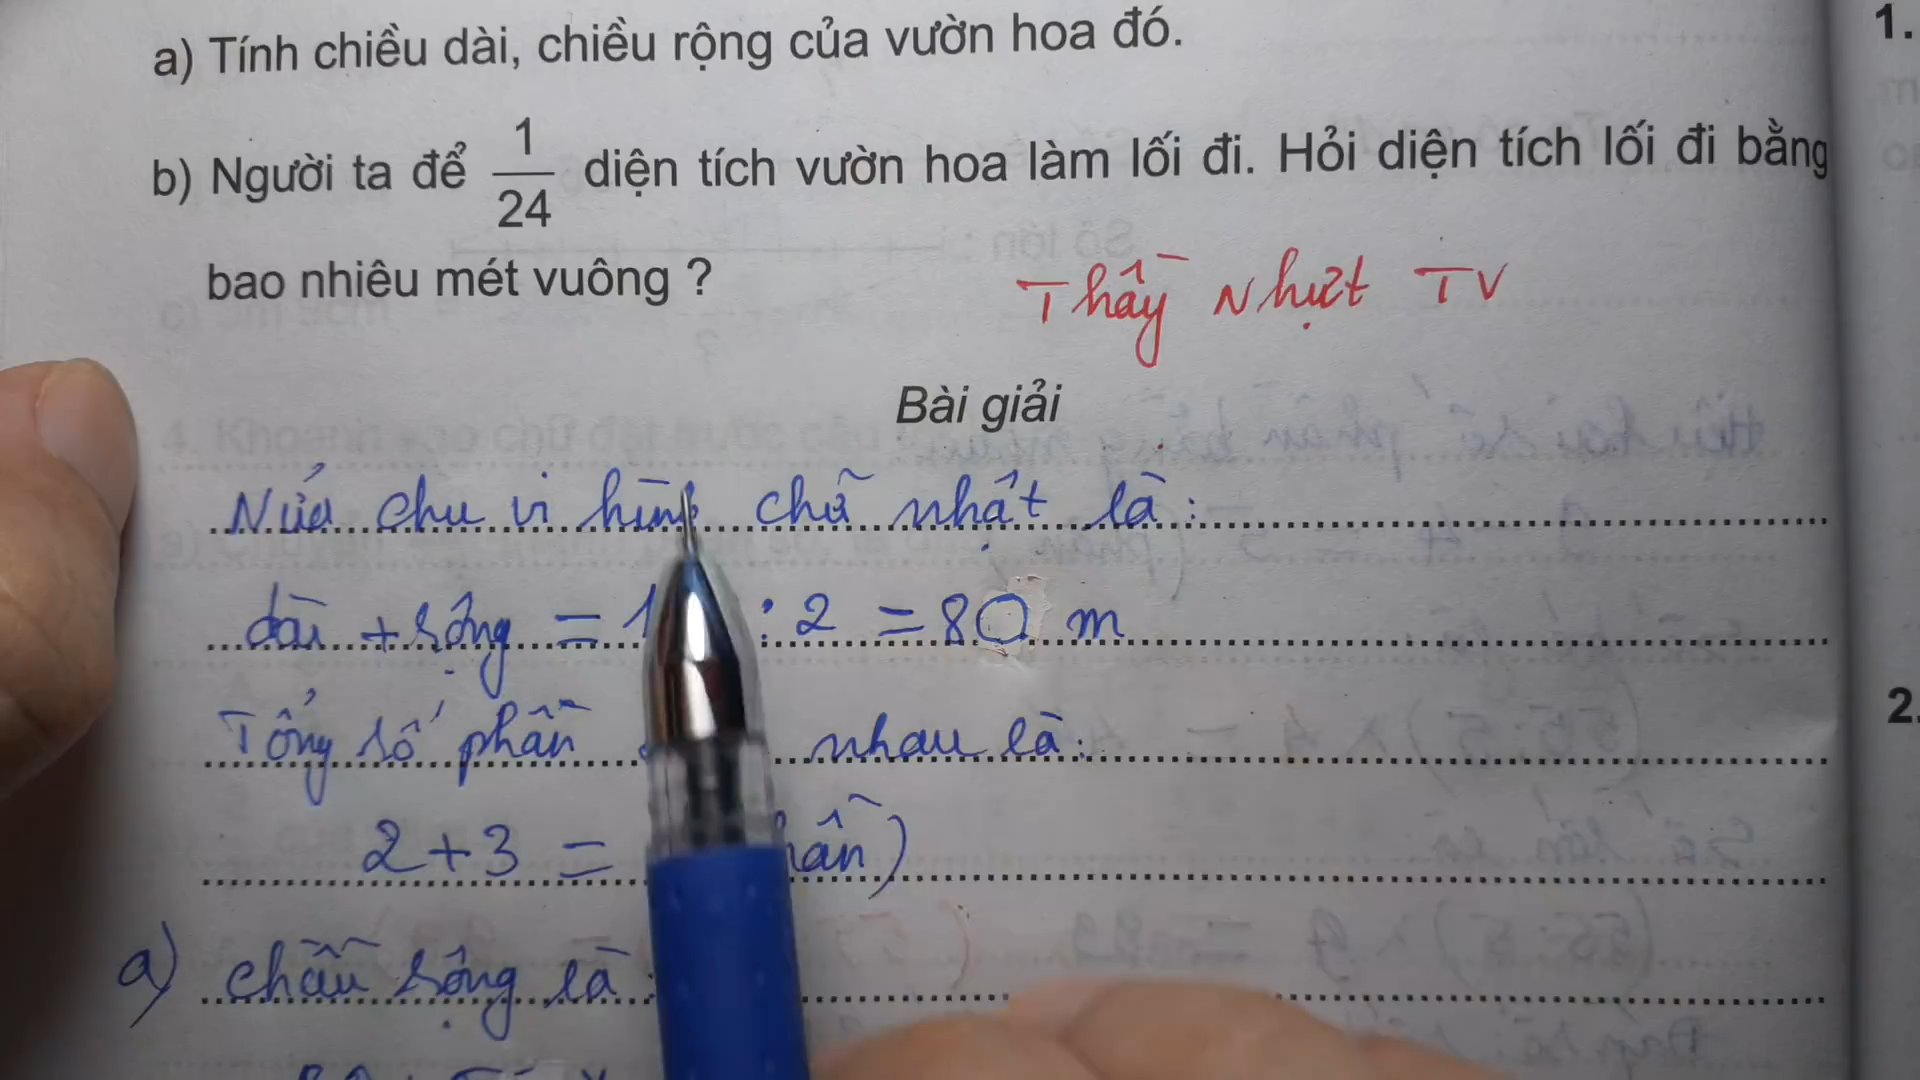 a) Tính chiều dài, chiều rộng của vườn hoa đó.
b) Người ta để 1/24 diện tích vườn hoa làm lối đi. Hỏi diện tích lối đi bằng
bao nhiêu mét vuông ?
Thầy Nhựt TV
Bài giải
Nửa chu vi hình chữ nhật là:
dài + rộng = 1 : 2 = 80 m
Tổng số phần nhau là:
2 + 3 =
a) chiều rộng là
1.
2.